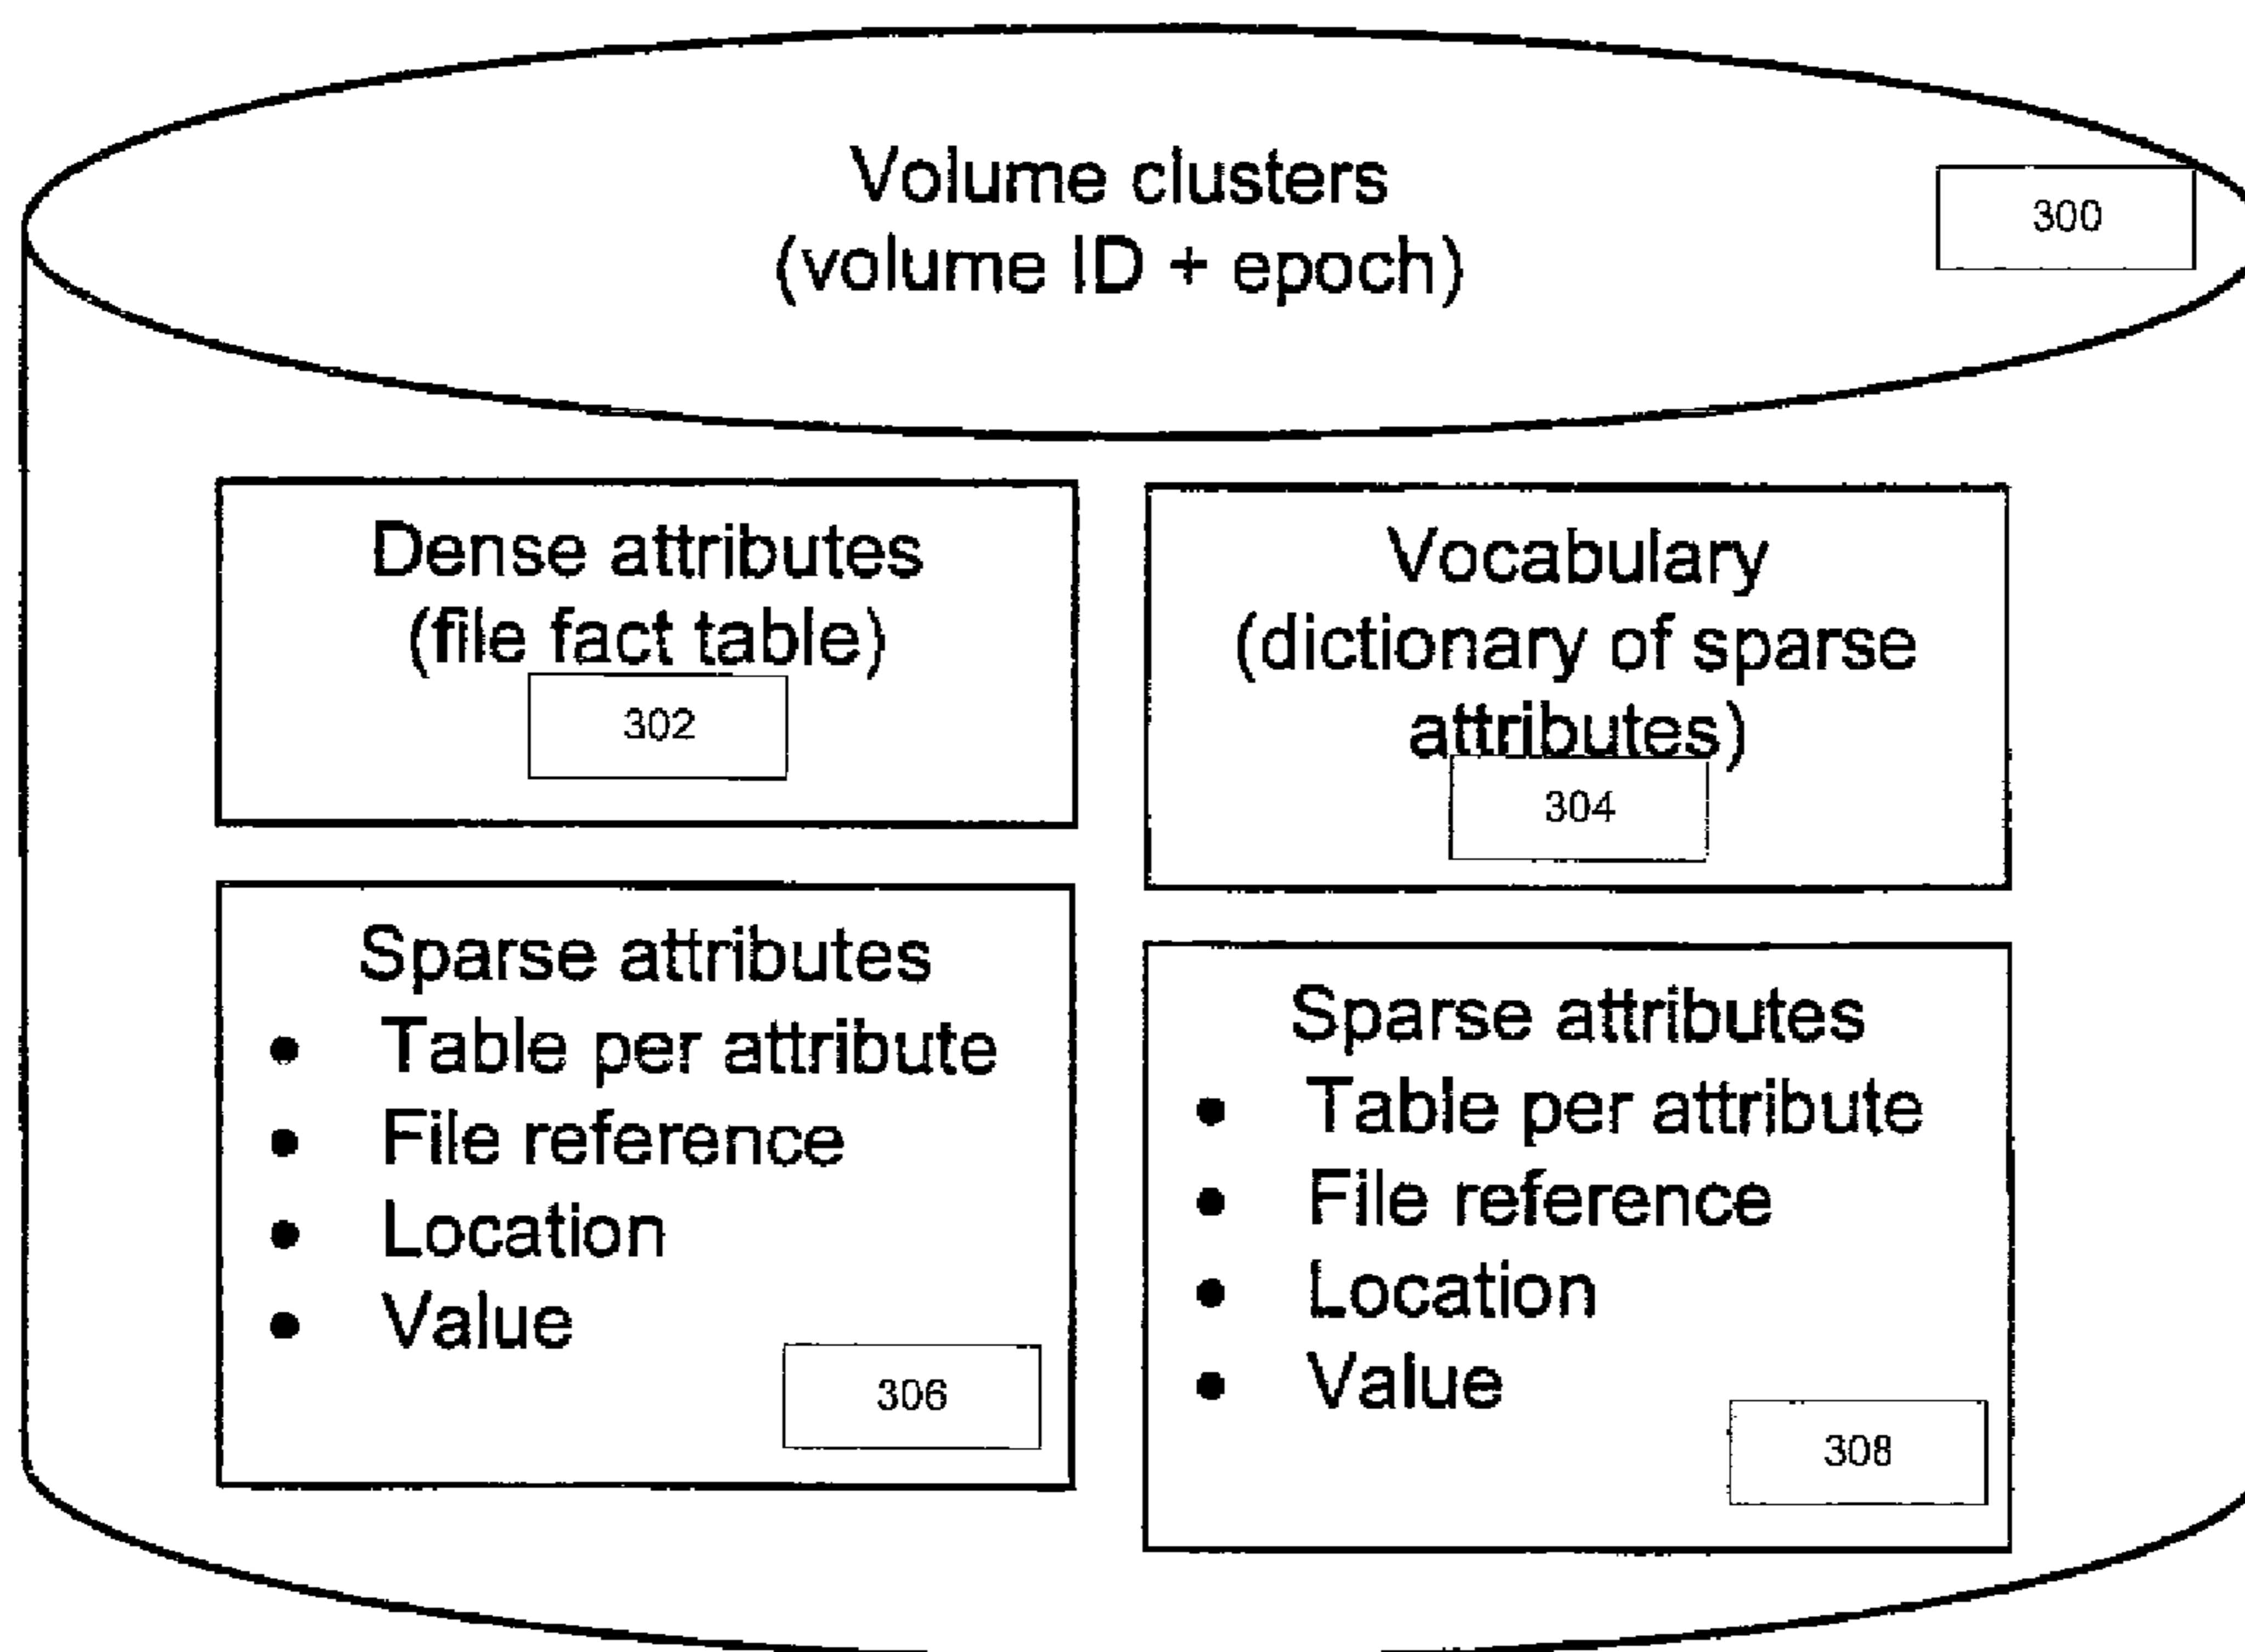 Volume clusters
(volume ID + epoch)
300
Dense attributes
(file fact table)
302
Vocabulary
(dictionary of sparse
attributes)
304
Sparse attributes
• Table per attribute
• File reference
• Location
• Value
306
Sparse attributes
• Table per attribute
• File reference
• Location
• Value
308